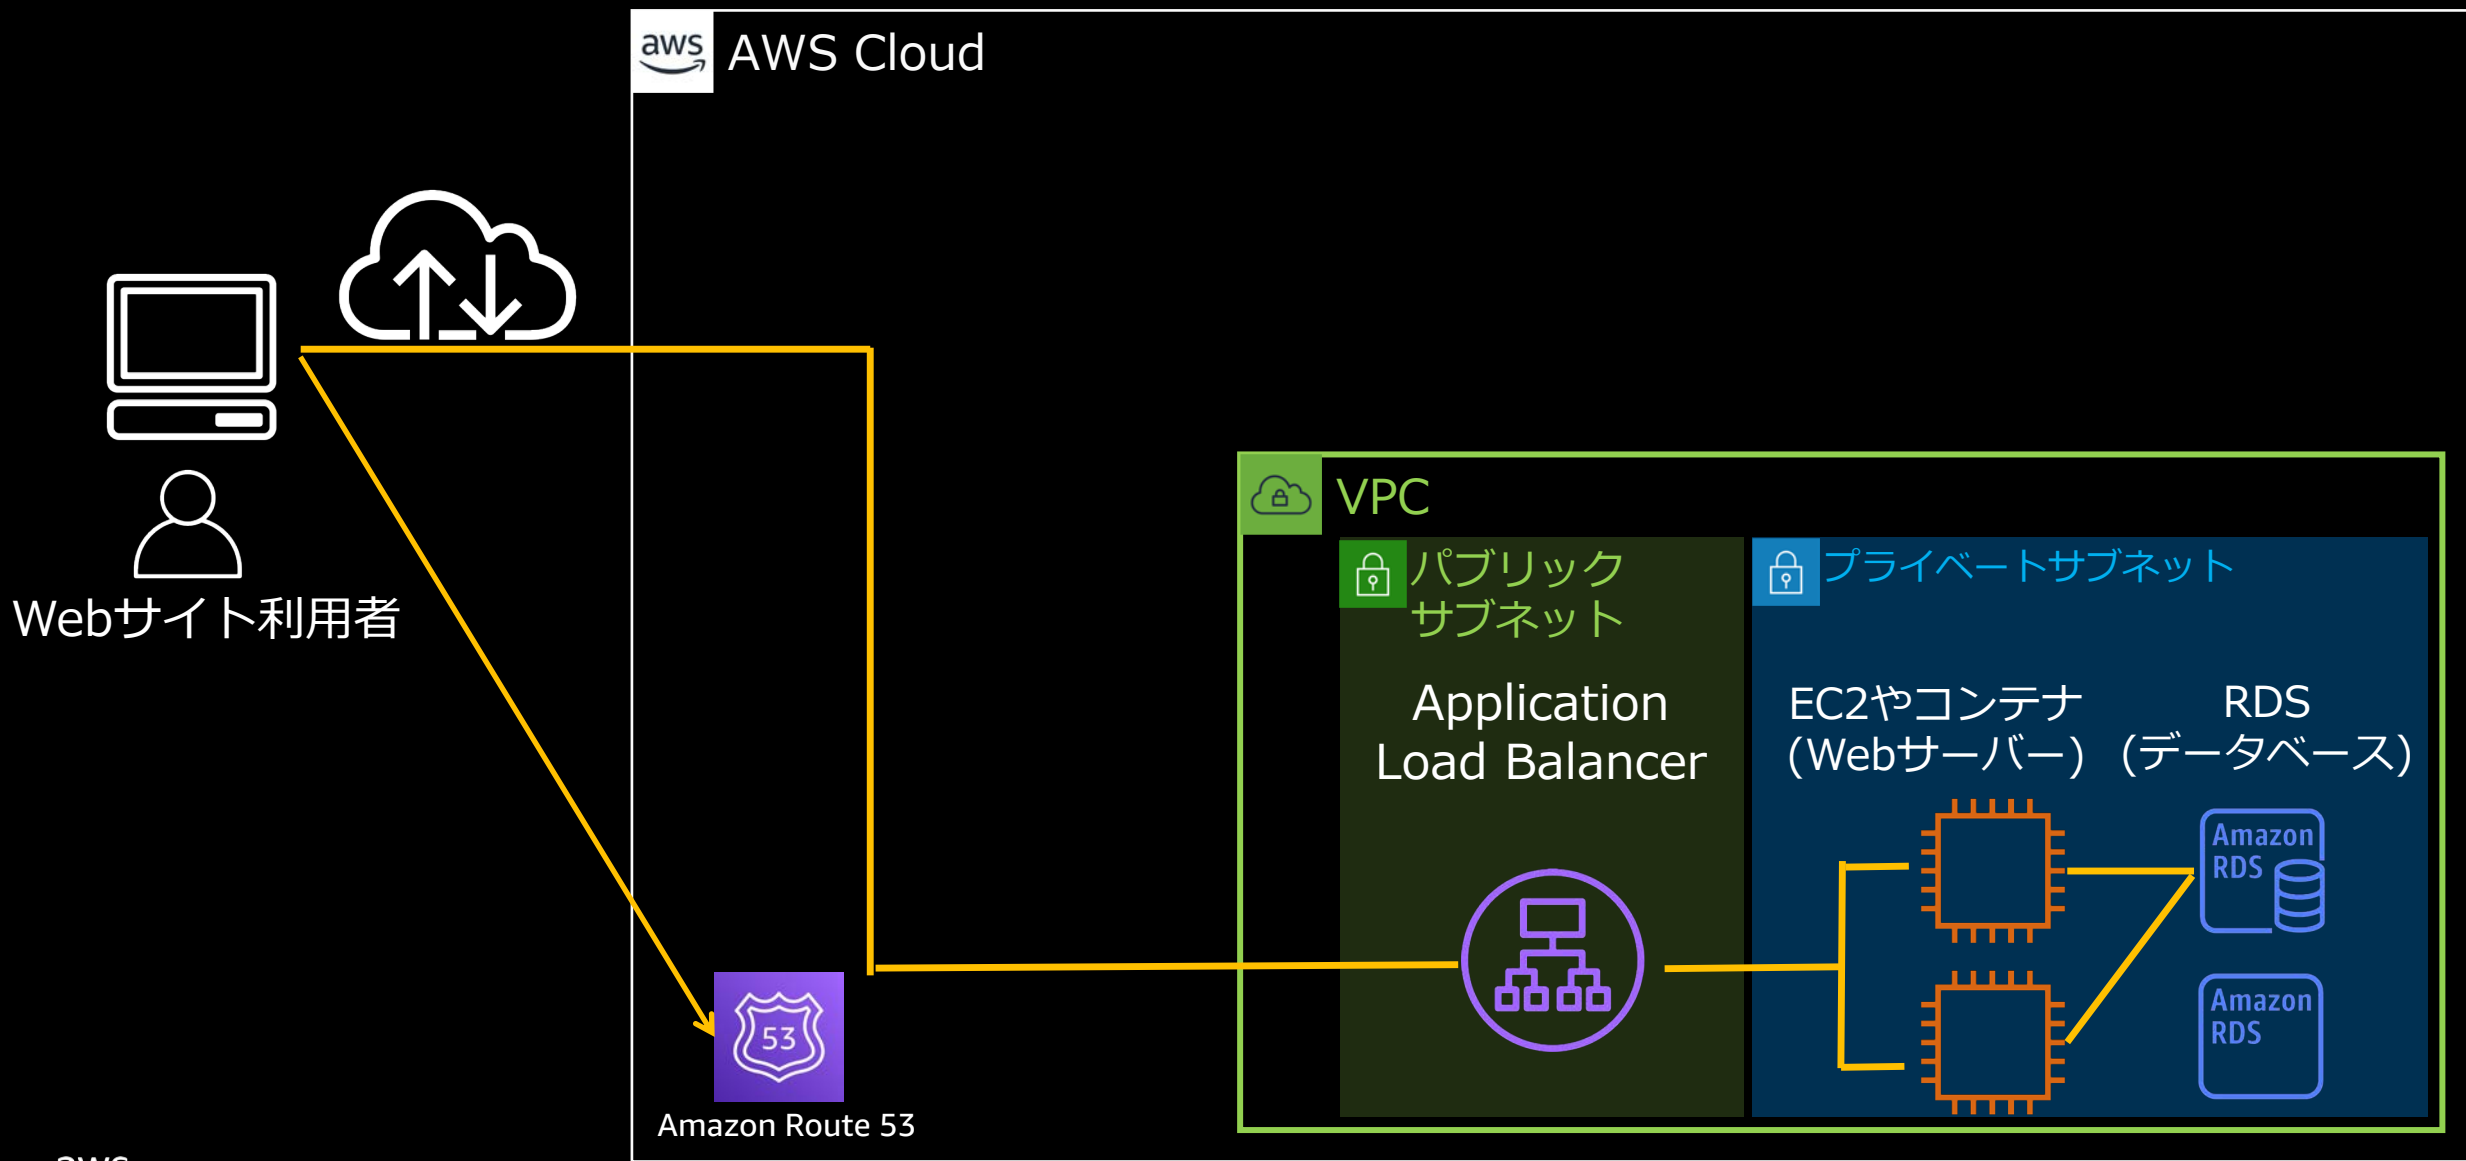 aws
AWS Cloud
Webサイト利用者
VPC
パブリック
サブネット
プライベートサブネット
Application
Load Balancer
EC2やコンテナ
(Webサーバー)
RDS
(データベース)
Amazon
RDS
Amazon
RDS
53
Amazon Route 53
aws